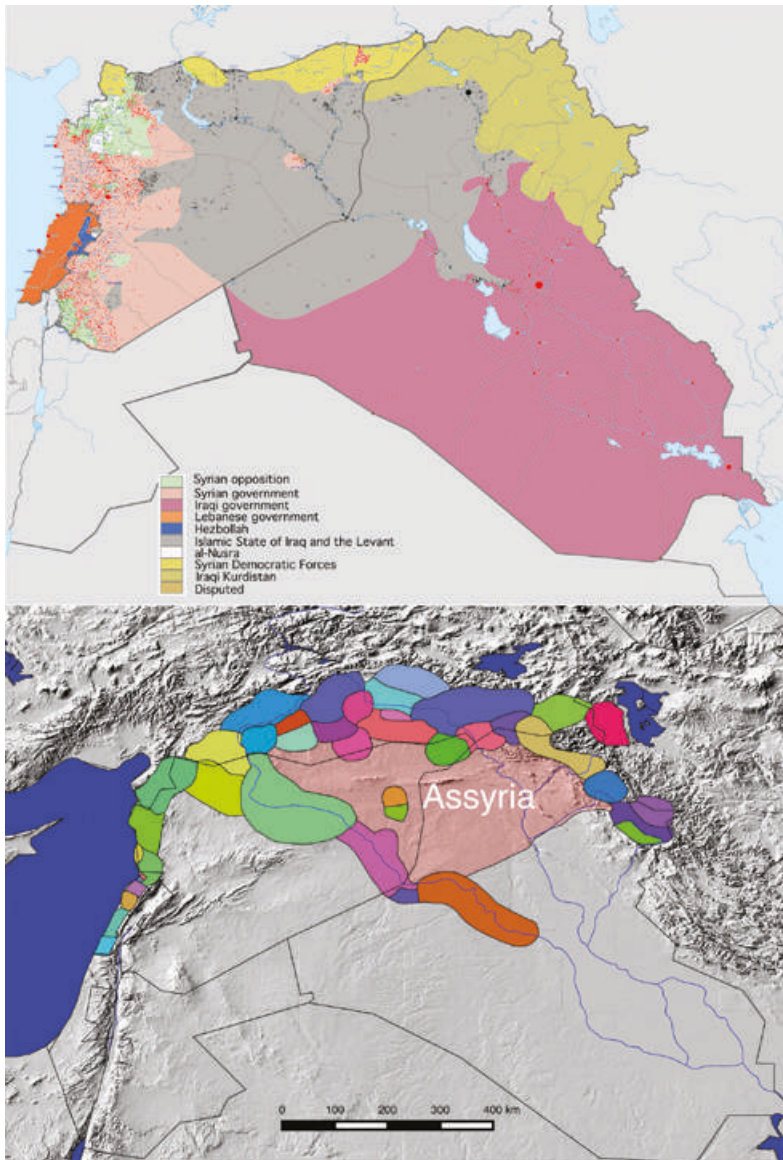 Syrian opposition
Syrian government
Iraqi government
Lebanese government
Hezbollah
Islamic State of Iraq and the Levant
al-Nusra
Syrian Democratic Forces
Iraqi Kurdistan
Disputed
Assyria
0 100 200 300 400 km